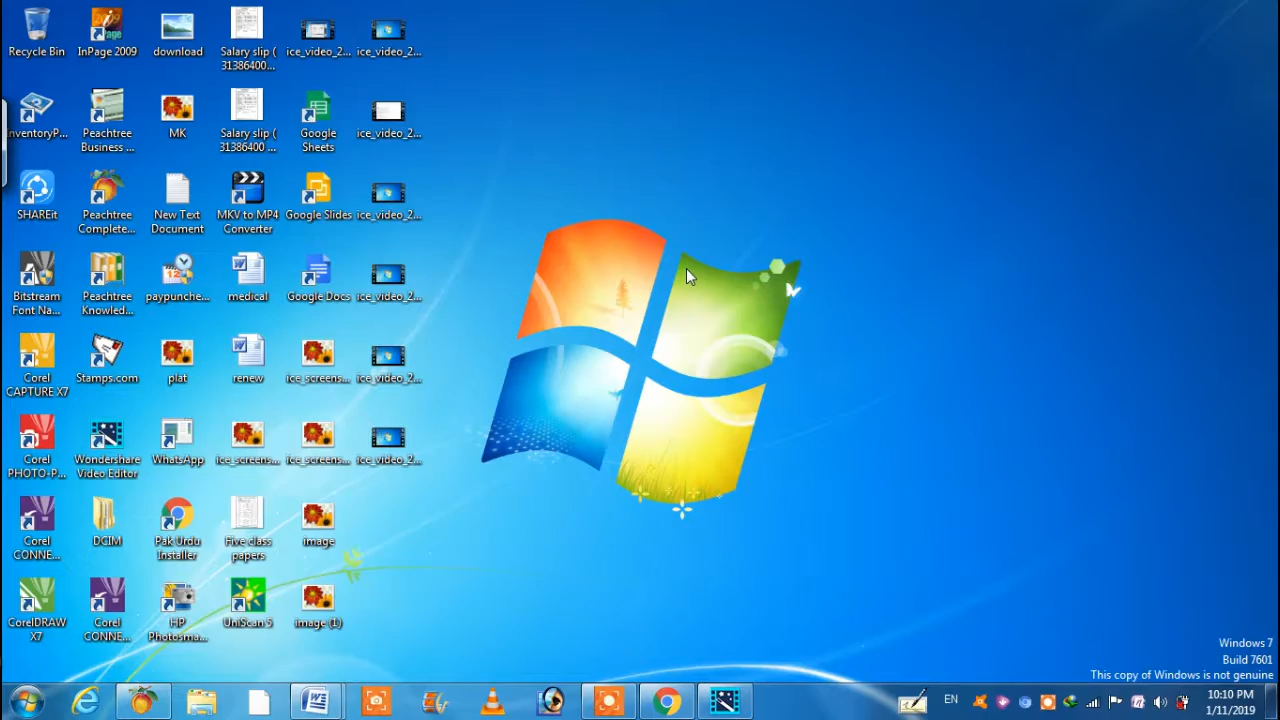 Recycle Bin
InPage 2009
download
Salary slip (
31386400...
ice_video_2...
ice_video_2...
InventoryP...
Peachtree
Business ...
MK
Salary slip (
31386400 ...
Google
Sheets
ice_video_2...
SHAREit
Peachtree
Complete...
New Text
Document
MKV to MP4
Converter
Google Slides
ice_video_2...
Bitstream
Font Na...
Peachtree
Knowled...
paypunche...
medical
Google Docs
ice_video_2...
Corel
CAPTURE X7
Stamps.com
plat
renew
ice_screens...
ice_video_2...
Corel
PHOTO-P...
Wondershare
Video Editor
WhatsApp
ice_screens...
ice_screens...
ice_video_2...
Corel
CONNE...
DCIM
Pak Urdu
Installer
Five class
papers
image
CorelDRAW
X7
Corel
CONNE...
HP
Photosma...
UniScan 5
image (1)
Windows 7
Build 7601
This copy of Windows is not genuine
EN
10:10 PM
1/11/2019